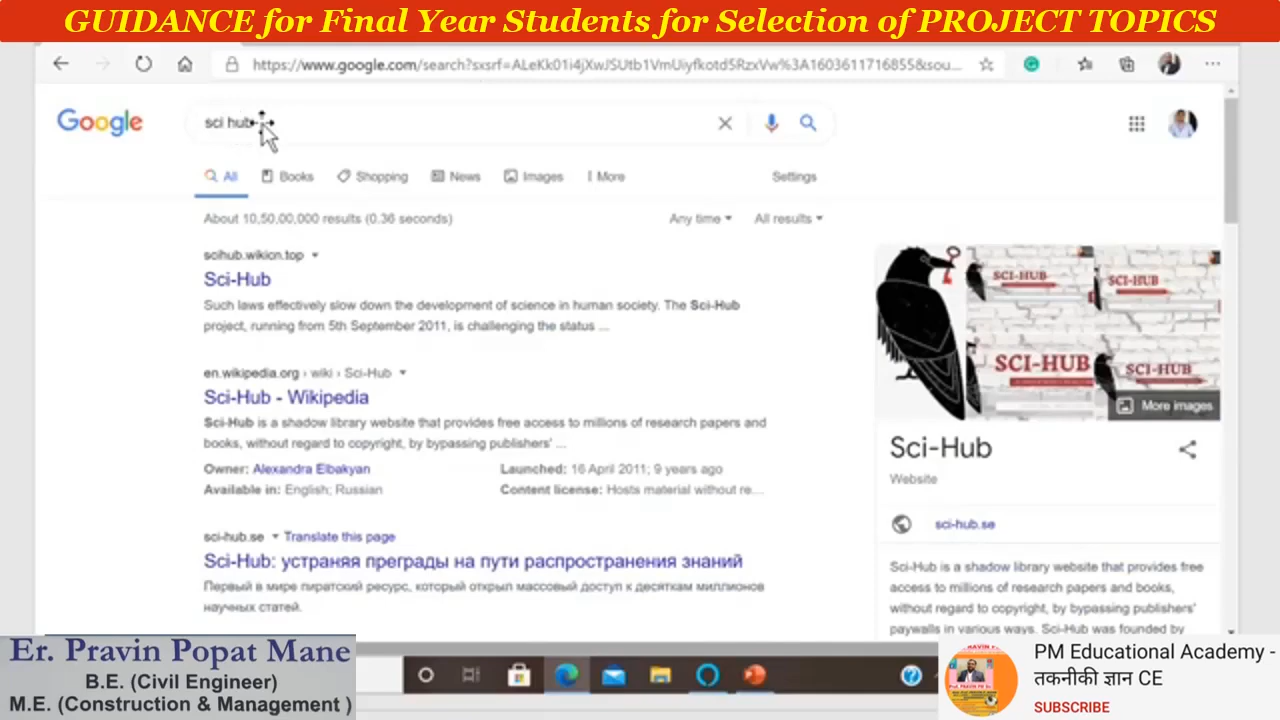 GUIDANCE for Final Year Students for Selection of PROJECT TOPICS
https://www.google.com/search?sxsrf=ALeKk01i4jXwJSUtb1VmUiyfkotd5RzxVw%3A1603611716855&sou...
Google
sci hub
All Books Shopping News Images More Settings
About 10,50,00,000 results (0.36 seconds) Any time All results
scihub.wikicn.top
Sci-Hub
Such laws effectively slow down the development of science in human society. The Sci-Hub
project, running from 5th September 2011, is challenging the status ...
en.wikipedia.org › wiki › Sci-Hub
Sci-Hub - Wikipedia
Sci-Hub is a shadow library website that provides free access to millions of research papers and
books, without regard to copyright, by bypassing publishers' ...
Owner: Alexandra Elbakyan Launched: 16 April 2011; 9 years ago
Available in: English; Russian Content license: Hosts material without re...
sci-hub.se Translate this page
Sci-Hub: устраняя преграды на пути распространения знаний
Первый в мире пиратский ресурс, который открыл массовый доступ к десяткам миллионов
научных статей.
SCI-HUB
SCI-HUB
SCI-HUB
SCI-HUB
More images
Sci-Hub
Website
sci-hub.se
Sci-Hub is a shadow library website that provides free
access to millions of research papers and books,
without regard to copyright, by bypassing publishers'
paywalls in various ways. Sci-Hub was founded by
Er. Pravin Popat Mane
B.E. (Civil Engineer)
M.E. (Construction & Management )
PM Educational Academy -
तकनीकी ज्ञान CE
SUBSCRIBE